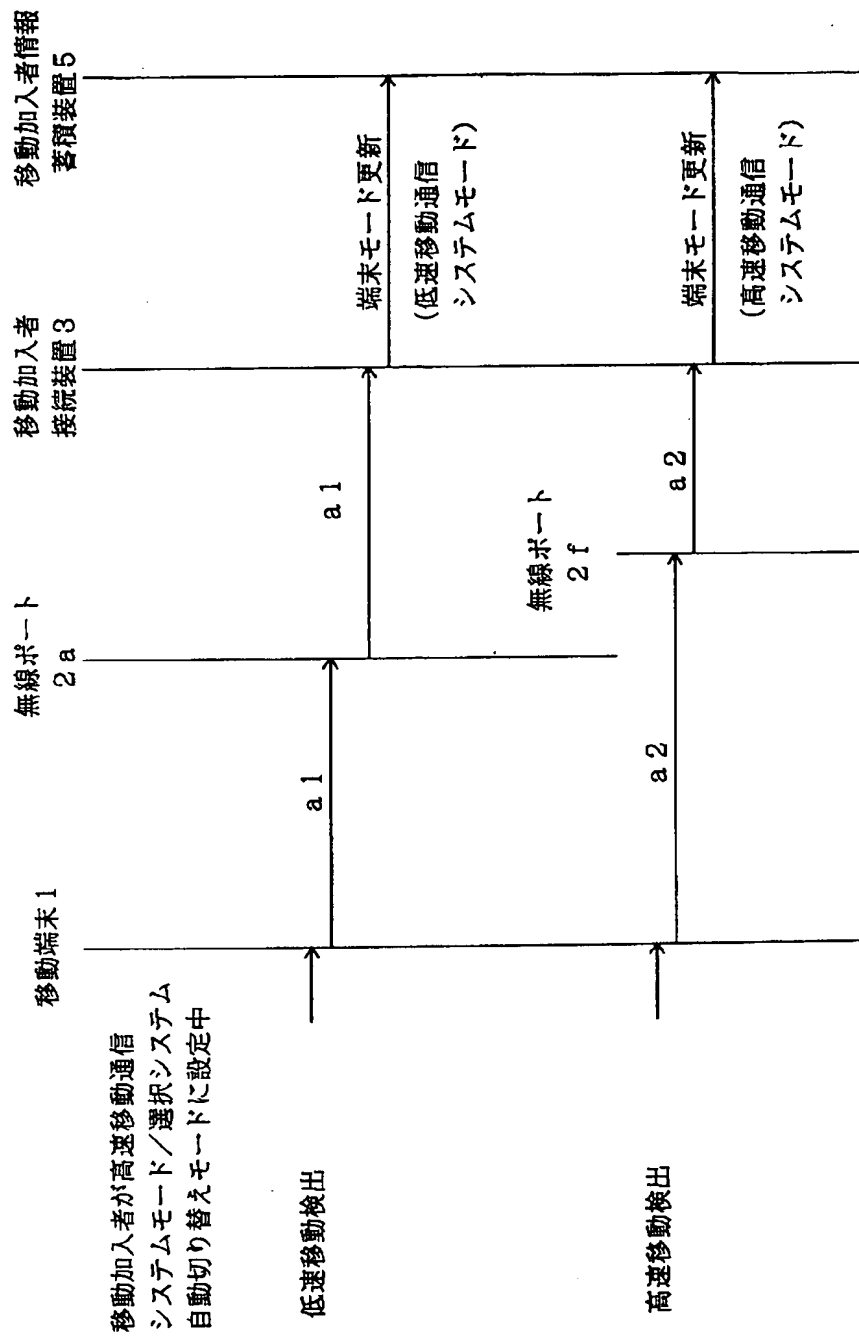 移動加入者が高速移動通信
システムモード／選択システム
自動切り替えモードに設定中
移動端末１
無線ポート
２ａ
移動加入者
接続装置３
移動加入者情報
蓄積装置５
低速移動検出
ａ１
ａ１
端末モード更新
(低速移動通信
システムモード)
無線ポート
２ｆ
高速移動検出
ａ２
ａ２
端末モード更新
(高速移動通信
システムモード)